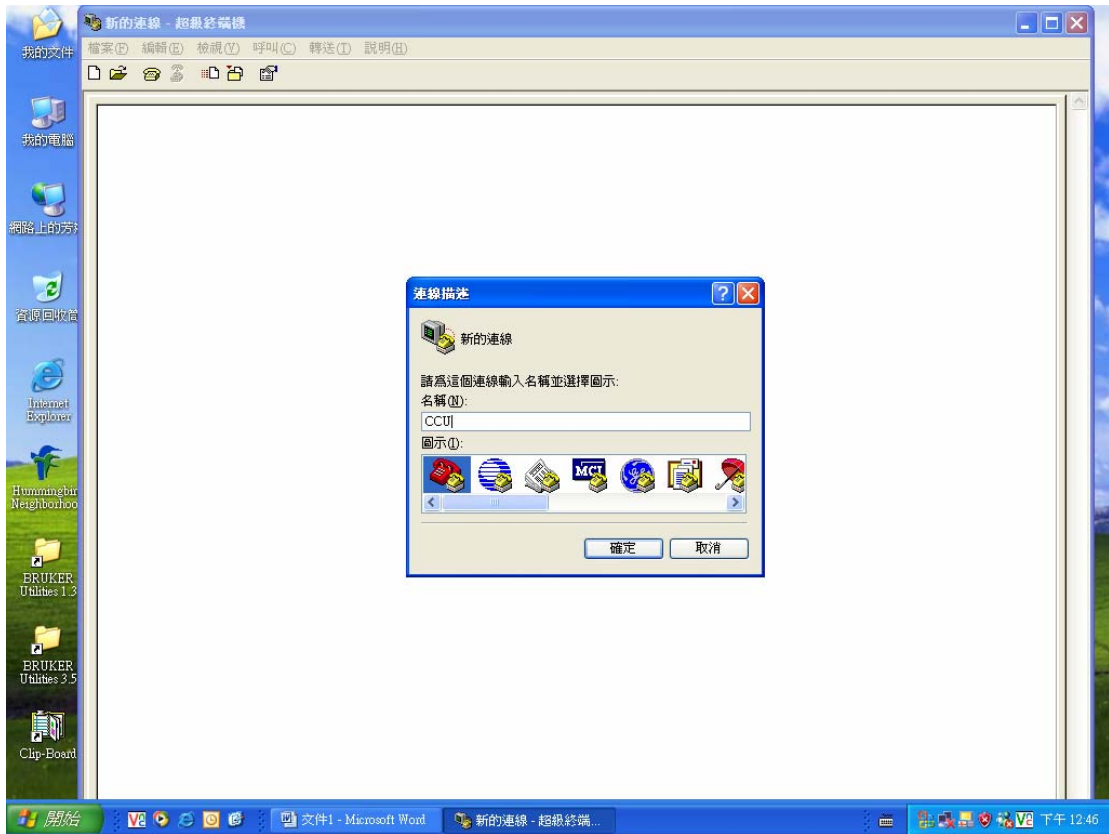 新的連線 - 超級終端機
檔案(F) 編輯(E) 檢視(V) 呼叫(C) 轉送(T) 說明(H)
我的文件
我的電腦
網路上的芳
資源回收筒
Internet
Explorer
Hummingbir
Neighborhoo
BRUKER
Utilities 1.3
BRUKER
Utilities 3.5
Clip-Board
連線描述
新的連線
請為這個連線輸入名稱並選擇圖示:
名稱(N):
CCU
圖示(I):
MCI
確定 取消
開始
文件1 - Microsoft Word
新的連線 - 超級終端...
下午 12:46